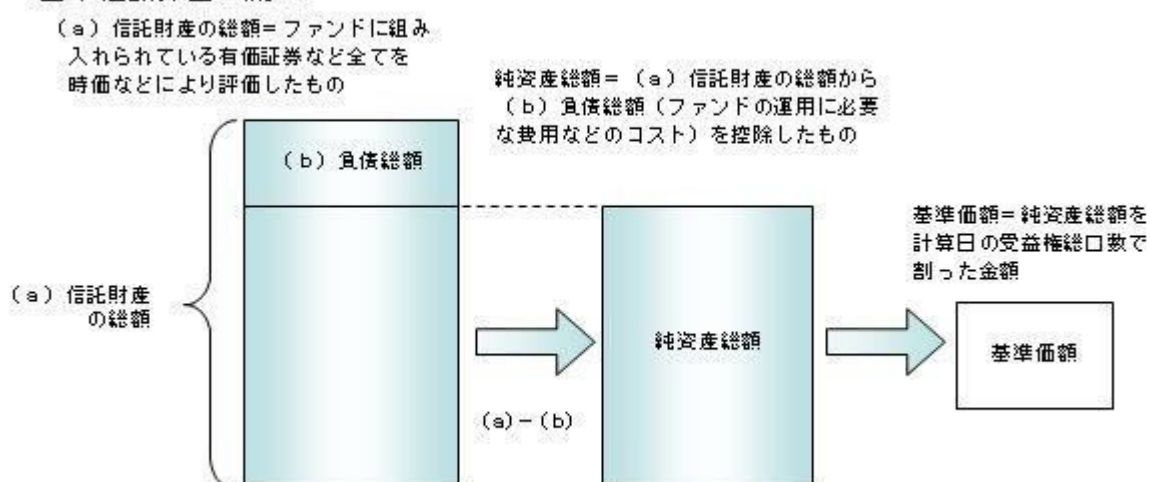 (a)信託財産の総額=ファンドに組み
入れられている有価証券など全てを
時価などにより評価したもの
純資産総額=(a)信託財産の総額から
(b)負債総額(ファンドの運用に必要
な費用などのコスト)を控除したもの
(b)負債総額
基準価額=純資産総額を
計算日の受益権総口数で
割った金額
(a)信託財産
の総額
純資産総額
基準価額
(a)-(b)